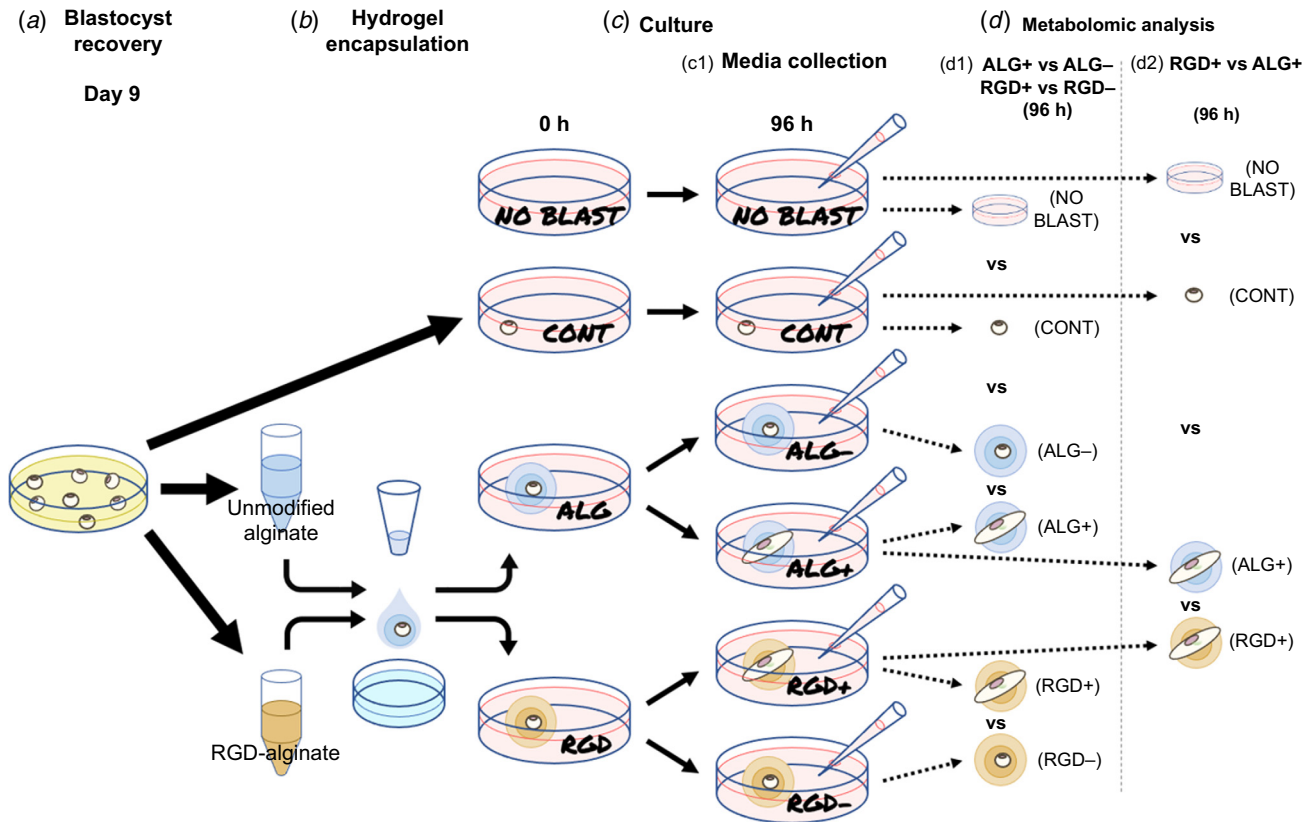 (a) Blastocyst
recovery
Day 9
(b) Hydrogel
encapsulation
Unmodified
alginate
RGD-alginate
(c) Culture
(c1) Media collection
0 h
96 h
NO BLAST
NO BLAST
CONT
CONT
ALG
ALG–
ALG+
RGD
RGD+
RGD–
(d) Metabolomic analysis
(d1) ALG+ vs ALG–
RGD+ vs RGD–
(96 h)
(NO
BLAST)
vs
(CONT)
vs
(ALG–)
vs
(ALG+)
(RGD+)
vs
(RGD–)
(d2) RGD+ vs ALG+
(96 h)
(NO
BLAST)
vs
(CONT)
vs
(ALG+)
vs
(RGD+)